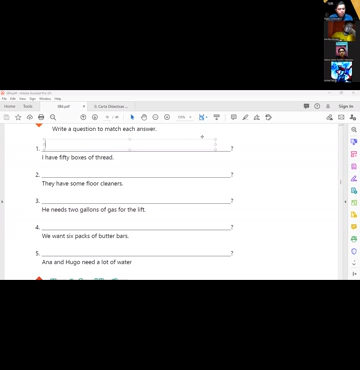 File Edit View Sign Window Help
Home Tools Sign In
Write a question to match each answer.
1. ?
I have fifty boxes of thread.
2. ?
They have some floor cleaners.
3. ?
He needs two gallons of gas for the lift.
4. ?
We want six packs of butter bars.
5. ?
Ana and Hugo need a lot of water